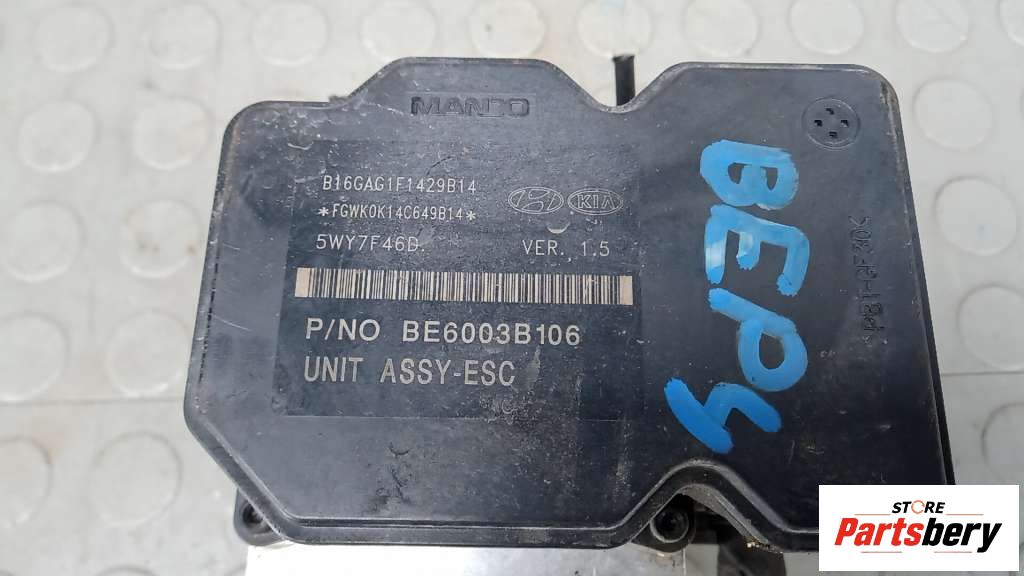 MANDO
B16GAG1F1429B14
*FGWK0K14C649B14*
KIA
5WY7F46D
VER. 1.5
P/NO BE6003B106
UNIT ASSY-ESC
BEP4
STORE
Partsbery